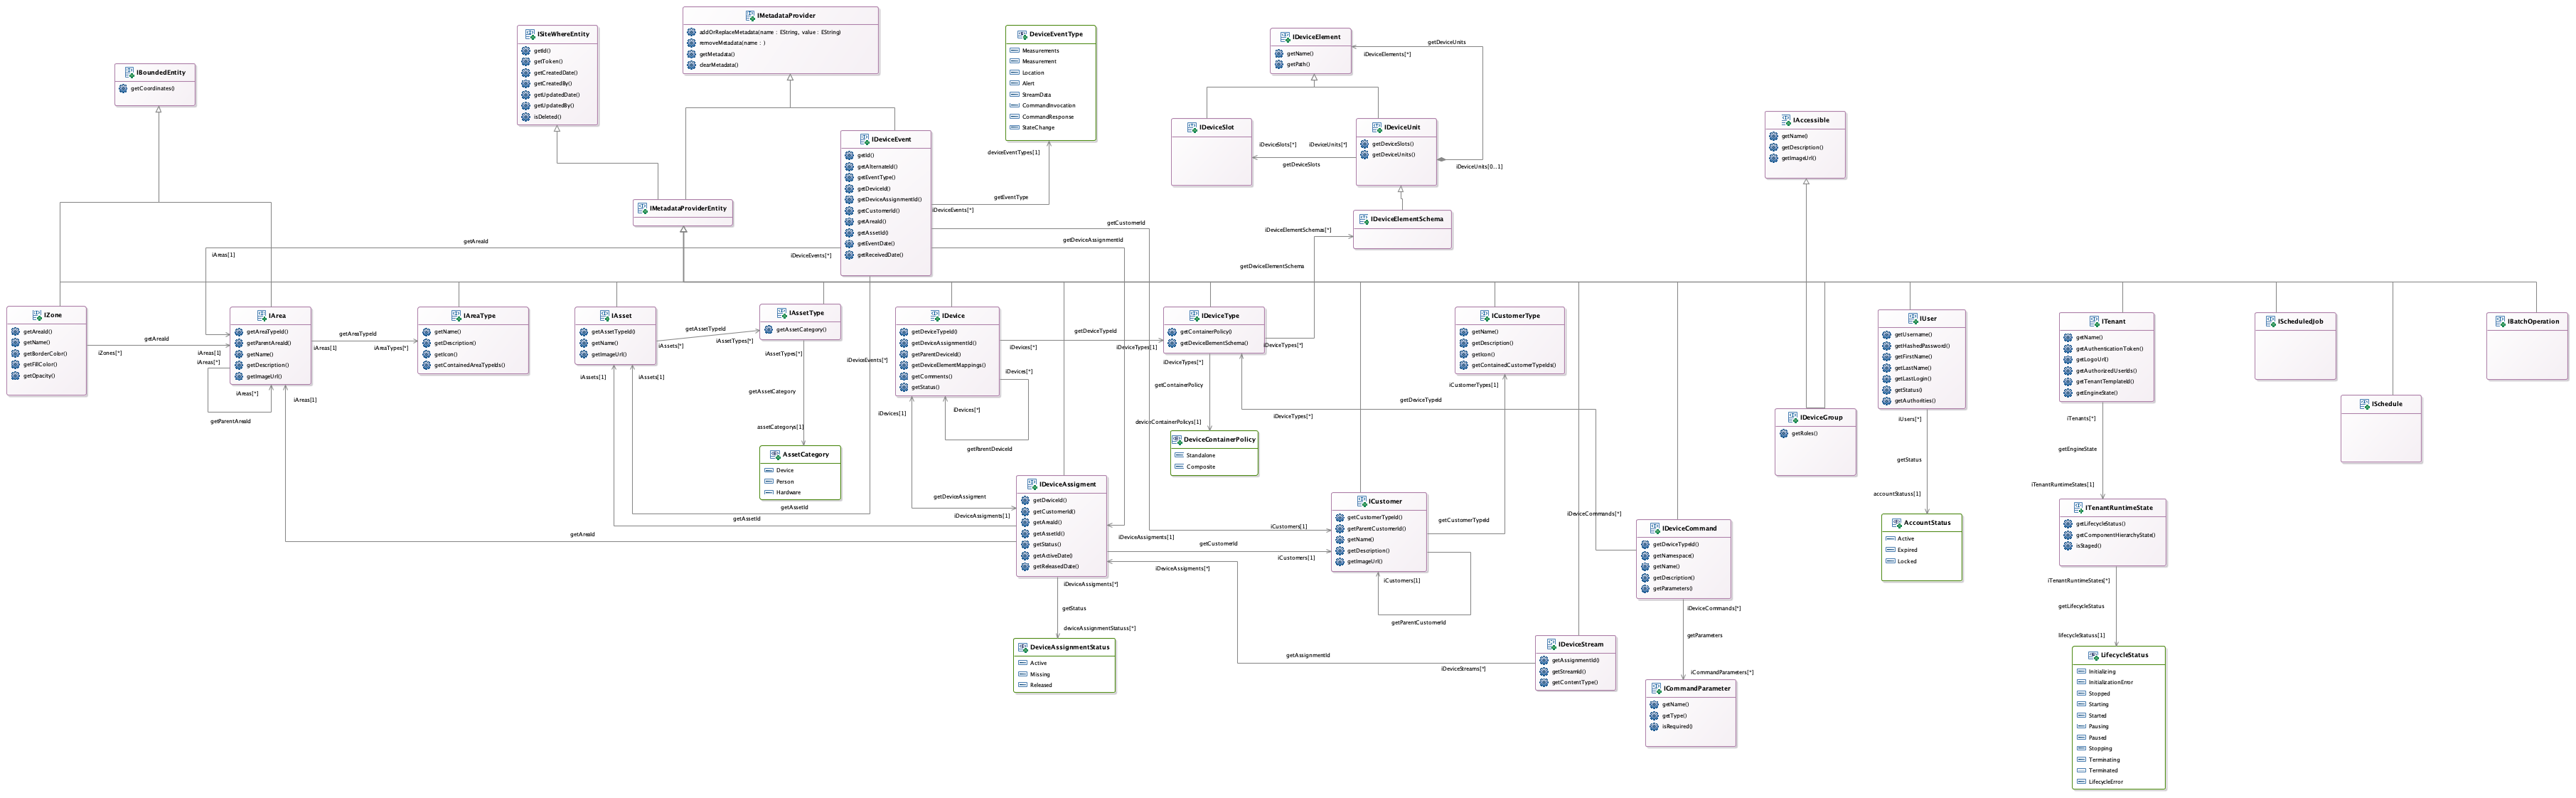 IMetadataProvider
addOrReplaceMetadata(name : EString, value : EString)
removeMetadata(name : )
getMetadata()
clearMetadata()
ISiteWhereEntity
getId()
getToken()
getCreatedDate()
getCreatedBy()
getUpdatedDate()
getUpdatedBy()
isDeleted()
DeviceEventType
Measurements
Measurement
Location
Alert
StreamData
CommandInvocation
CommandResponse
StateChange
IDeviceElement
getName()
getPath()
getDeviceUnits
iDeviceElements[*]
IBoundedEntity
getCoordinates()
IDeviceEvent
getId()
getAlternateId()
getEventType()
getDeviceId()
getDeviceAssignmentId()
getCustomerId()
getAreaId()
getAssetId()
getEventDate()
getReceivedDate()
deviceEventTypes[1]
getEventType
iDeviceEvents[*]
IDeviceSlot
iDeviceSlots[*]
iDeviceUnits[*]
getDeviceSlots
IDeviceUnit
getDeviceSlots()
getDeviceUnits()
iDeviceUnits[0...1]
IAccessible
getName()
getDescription()
getImageUrl()
IMetadataProviderEntity
IDeviceElementSchema
iDeviceElementSchemas[*]
getDeviceElementSchema
getCustomerId
getDeviceAssignmentId
getAreaId
iAreas[1]
iDeviceEvents[*]
IZone
getAreaId()
getName()
getBorderColor()
getFillColor()
getOpacity()
getAreaId
iZones[*]
iAreas[1]
iAreas[*]
IArea
getAreaTypeId()
getParentAreaId()
getName()
getDescription()
getImageUrl()
iAreas[*]
getParentAreaId
iAreas[1]
getAreaTypeId
iAreas[1]
iAreaTypes[*]
IAreaType
getName()
getDescription()
getIcon()
getContainedAreaTypeIds()
IAsset
getAssetTypeId()
getName()
getImageUrl()
getAssetTypeId
iAssets[*]
iAssetTypes[*]
iAssets[1]
iAssets[1]
IAssetType
getAssetCategory()
iAssetTypes[*]
getAssetCategory
assetCategorys[1]
iDeviceEvents[*]
AssetCategory
Device
Person
Hardware
IDevice
getDeviceTypeId()
getDeviceAssignmentId()
getParentDeviceId()
getDeviceElementMappings()
getComments()
getStatus()
getDeviceTypeId
iDevices[*]
iDeviceTypes[1]
iDevices[*]
iDevices[1]
iDevices[*]
getParentDeviceId
IDeviceType
getContainerPolicy()
getDeviceElementSchema()
iDeviceTypes[*]
iDeviceTypes[*]
getContainerPolicy
deviceContainerPolicys[1]
getDeviceTypeId
iDeviceTypes[*]
DeviceContainerPolicy
Standalone
Composite
ICustomerType
getName()
getDescription()
getIcon()
getContainedCustomerTypeIds()
iCustomerTypes[1]
IDeviceGroup
getRoles()
IUser
getUsername()
getHashedPassword()
getFirstName()
getLastName()
getLastLogin()
getStatus()
getAuthorities()
iUsers[*]
getStatus
accountStatuss[1]
AccountStatus
Active
Expired
Locked
ITenant
getName()
getAuthenticationToken()
getLogoUrl()
getAuthorizedUserIds()
getTenantTemplateId()
getEngineState()
iTenants[*]
getEngineState
iTenantRuntimeStates[1]
ITenantRuntimeState
getLifecycleStatus()
getComponentHierarchyState()
isStaged()
iTenantRuntimeStates[*]
getLifecycleStatus
lifecycleStatuss[1]
LifecycleStatus
Initializing
InitializationError
Stopped
Starting
Started
Pausing
Paused
Stopping
Terminating
Terminated
LifecycleError
IScheduledJob
ISchedule
IBatchOperation
IDeviceAssigment
getDeviceId()
getCustomerId()
getAreaId()
getAssetId()
getStatus()
getActiveDate()
getReleasedDate()
getDeviceAssigment
iDeviceAssigments[1]
getAssetId
getAssetId
getAreaId
iDeviceAssigments[1]
getCustomerId
iCustomers[1]
iCustomers[1]
iDeviceAssigments[*]
iDeviceAssigments[*]
getStatus
deviceAssignmentStatuss[*]
DeviceAssignmentStatus
Active
Missing
Released
ICustomer
getCustomerTypeId()
getParentCustomerId()
getName()
getDescription()
getImageUrl()
getCustomerTypeId
iCustomers[1]
getParentCustomerId
getAssignmentId
iDeviceStreams[*]
IDeviceStream
getAssignmentId()
getStreamId()
getContentType()
iDeviceCommands[*]
IDeviceCommand
getDeviceTypeId()
getNamespace()
getName()
getDescription()
getParameters()
iDeviceCommands[*]
getParameters
iCommandParameters[*]
ICommandParameter
getName()
getType()
isRequired()